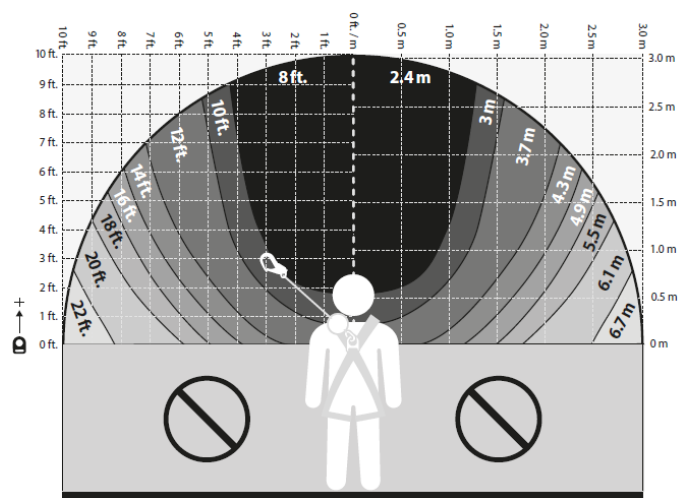 10 ft.
9 ft.
8 ft.
7 ft.
6 ft.
5 ft.
4 ft.
3 ft.
2 ft.
1 ft.
0 ft. / m
0.5 m
1.0 m
1.5 m
2.0 m
2.5 m
3.0 m
10 ft.
9 ft.
8 ft.
7 ft.
6 ft.
5 ft.
4 ft.
3 ft.
2 ft.
1 ft.
0 ft.
8 ft.
10 ft.
12 ft.
14 ft.
16 ft.
18 ft.
20 ft.
22 ft.
2.4 m
3 m
3.7 m
4.3 m
4.9 m
5.5 m
6.1 m
6.7 m
3.0 m
2.5 m
2.0 m
1.5 m
1.0 m
0.5 m
0 m
+